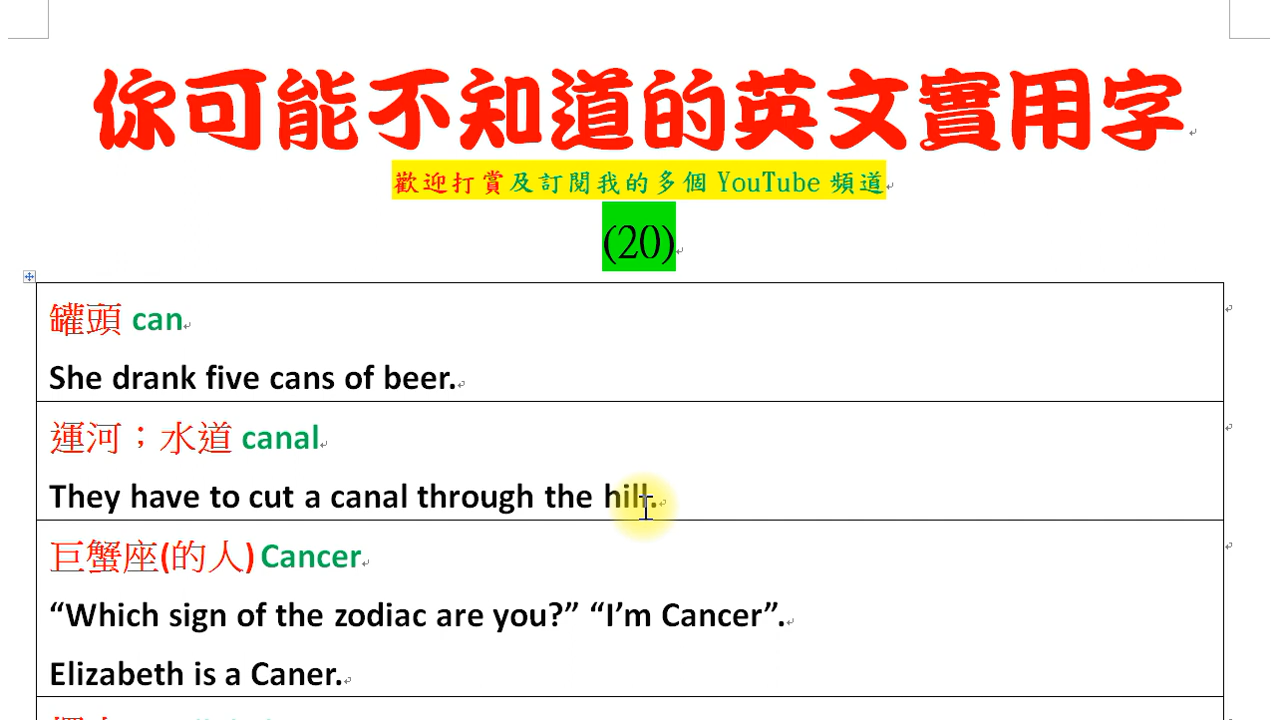 你可能不知道的英文實用字
歡迎打賞及訂閱我的多個 YouTube 頻道
(20)
罐頭 can
She drank five cans of beer.
運河；水道 canal
They have to cut a canal through the hill.
巨蟹座(的人) Cancer
“Which sign of the zodiac are you?” “I’m Cancer”.
Elizabeth is a Caner.